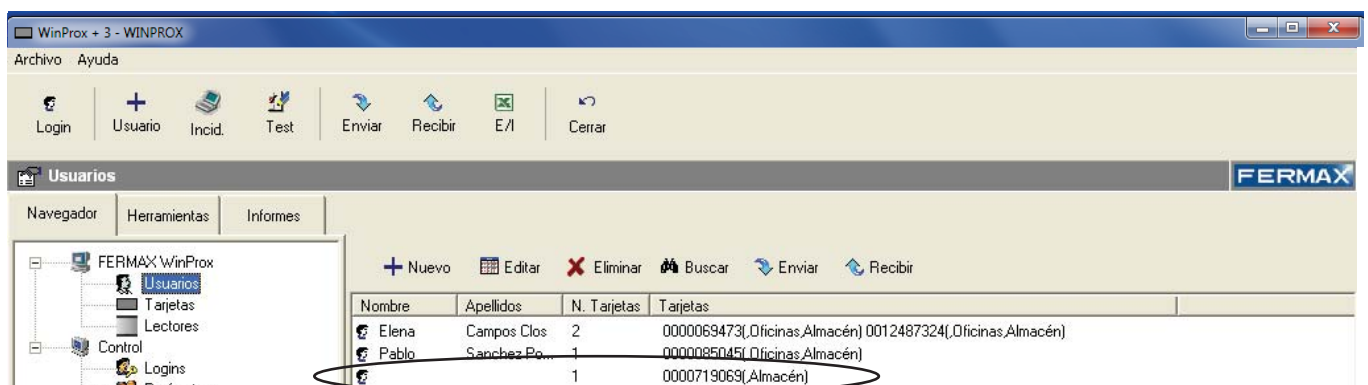 WinProx + 3 - WINPROX
Archivo Ayuda
Login Usuario Incid. Test Enviar Recibir E/I Cerrar
Usuarios FERMAX
Navegador Herramientas Informes
FERMAX WinProx
Usuarios
Tarjetas
Lectores
Control
Logins
Nuevo Editar Eliminar Buscar Enviar Recibir
Nombre Apellidos N. Tarjetas Tarjetas
Elena Campos Clos 2 0000069473(,Oficinas,Almacén) 0012487324(,Oficinas,Almacén)
Pablo Sanchez Po... 1 0000085045(,Oficinas,Almacén)
1 0000719069(,Almacén)